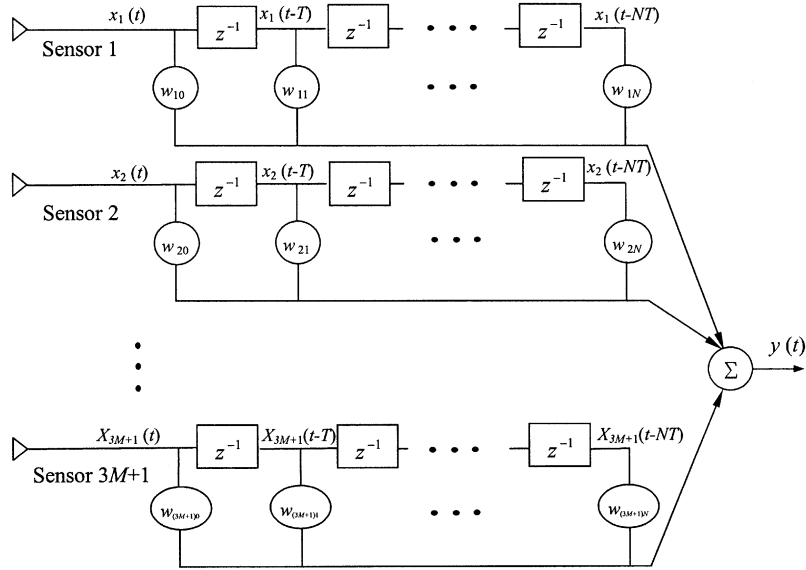 x₁ (t) x₁ (t-T) x₁ (t-NT)
z⁻¹ z⁻¹ z⁻¹
Sensor 1
w₁₀ w₁₁ w₁N
x₂ (t) x₂ (t-T) x₂ (t-NT)
z⁻¹ z⁻¹ z⁻¹
Sensor 2
w₂₀ w₂₁ w₂N
y (t)
Σ
X₃M₊₁ (t) X₃M₊₁(t-T) X₃M₊₁(t-NT)
z⁻¹ z⁻¹ z⁻¹
Sensor 3M+1
w₍₃M₊₁₎₀ w₍₃M₊₁₎₁ w₍₃M₊₁₎N